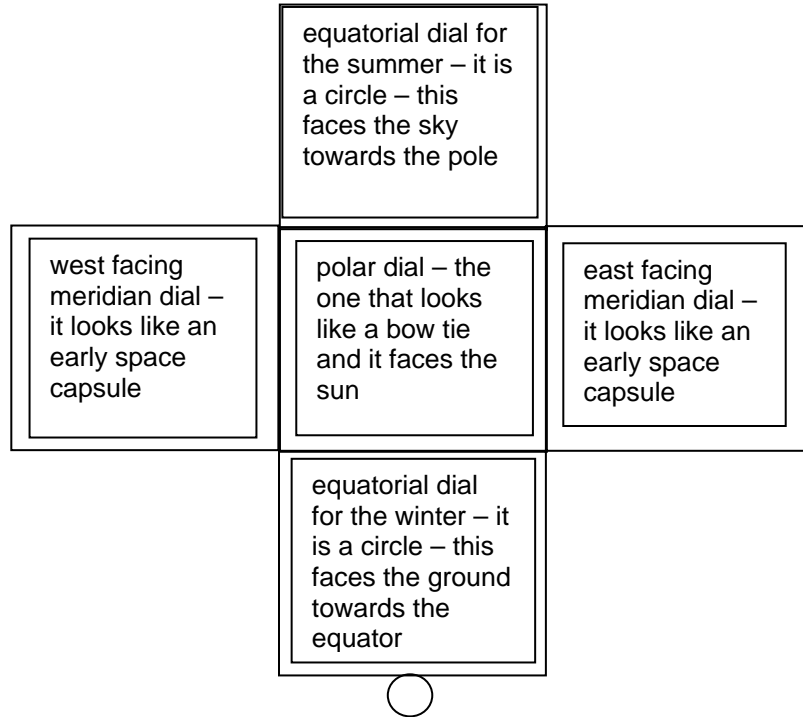 equatorial dial for
the summer – it is
a circle – this
faces the sky
towards the pole
west facing
meridian dial –
it looks like an
early space
capsule
polar dial – the
one that looks
like a bow tie
and it faces the
sun
east facing
meridian dial –
it looks like an
early space
capsule
equatorial dial
for the winter – it
is a circle – this
faces the ground
towards the
equator